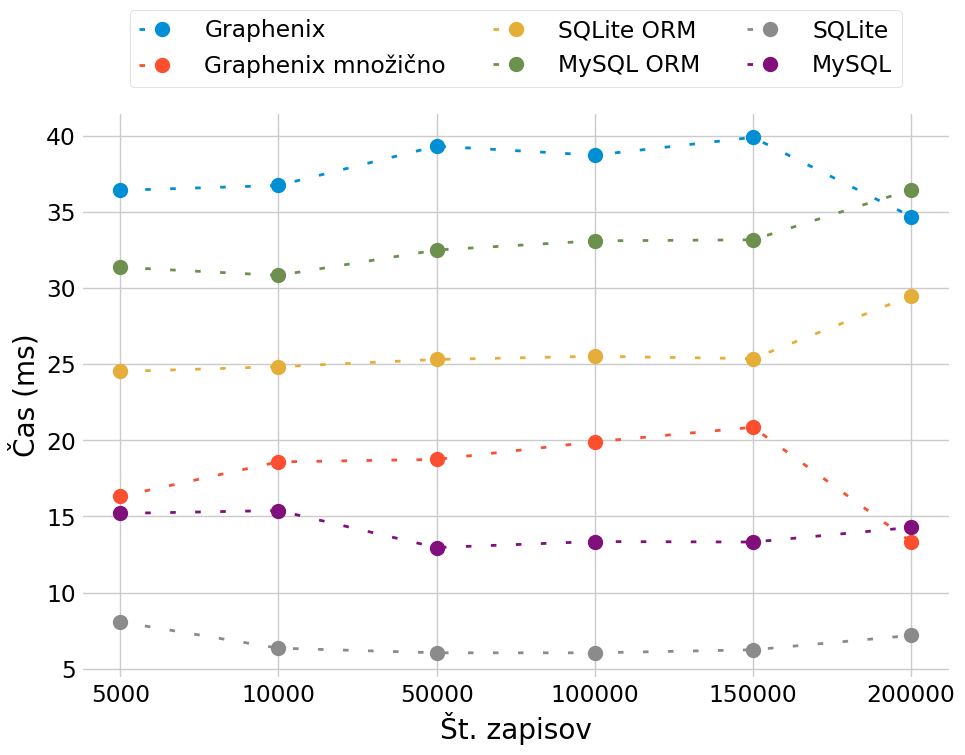 Graphenix
Graphenix množično
SQLite ORM
MySQL ORM
SQLite
MySQL
40
35
30
25
20
15
10
5
Čas (ms)
5000 10000 50000 100000 150000 200000
Št. zapisov